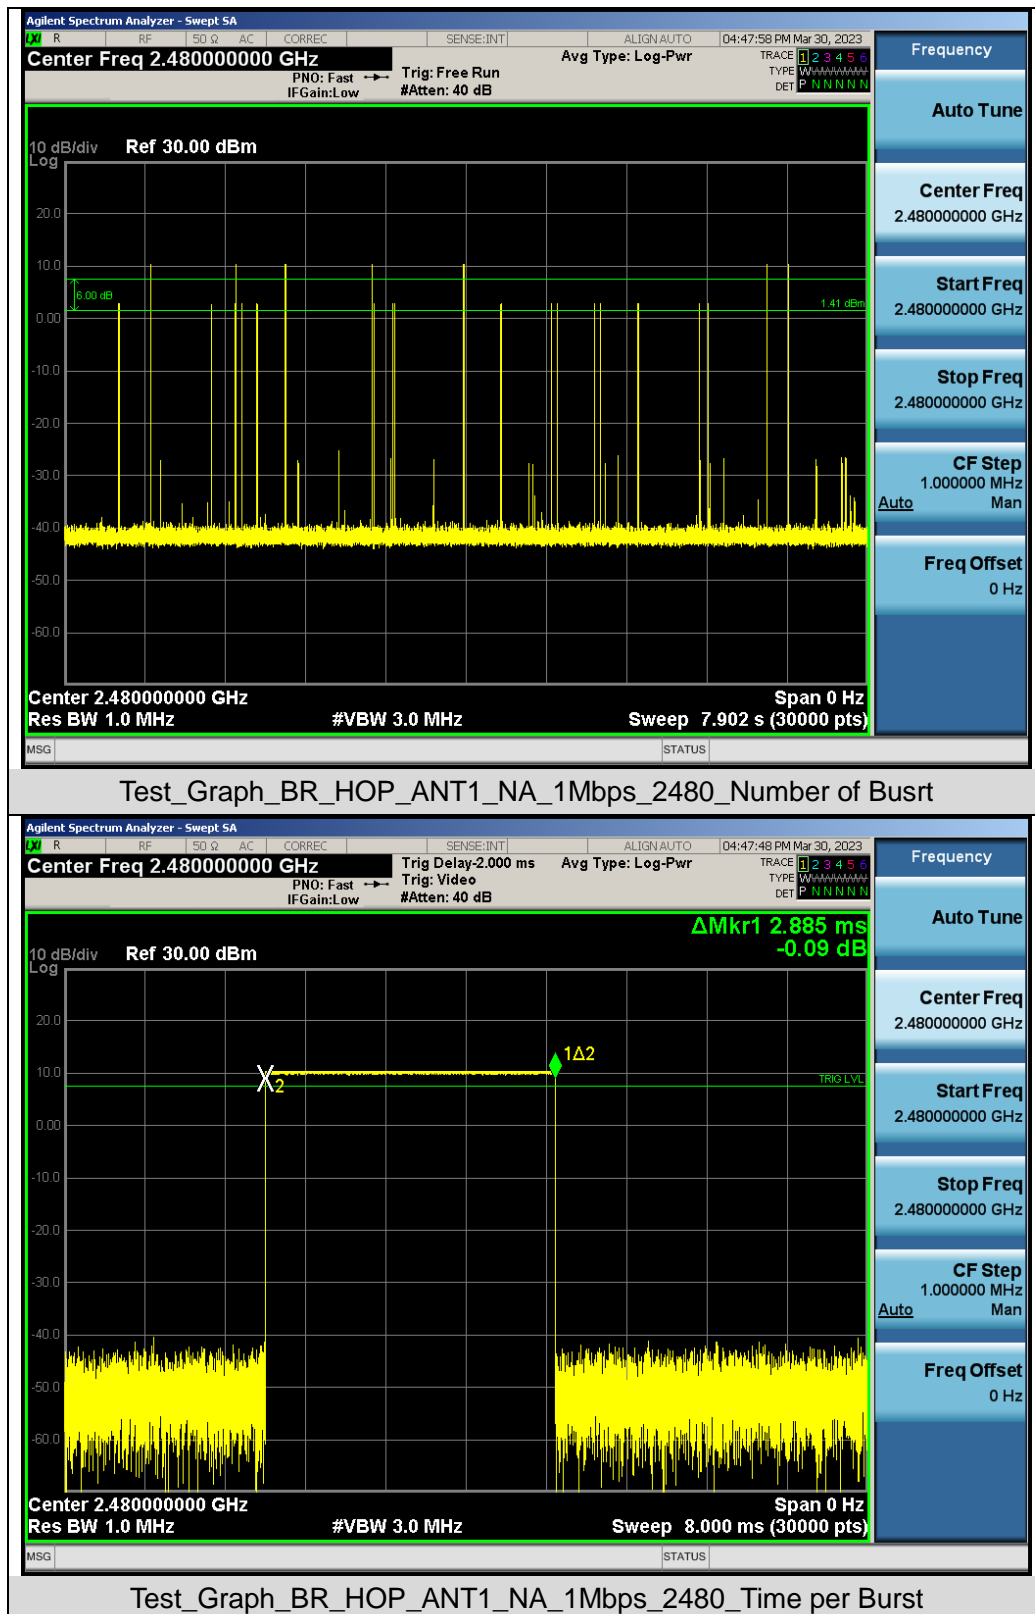 Agilent Spectrum Analyzer - Swept SA
LXI R RF 50 Ω AC CORREC SENSE:INT ALIGN AUTO 04:47:58 PM Mar 30, 2023
Center Freq 2.480000000 GHz
PNO: Fast
IFGain:Low
Trig: Free Run
#Atten: 40 dB
Avg Type: Log-Pwr
TRACE 1 2 3 4 5 6
TYPE W
DET P N N N N N
10 dB/div
Log
Ref 30.00 dBm
20.0
10.0
6.00 dB
1.41 dBm
0.00
-10.0
-20.0
-30.0
-40.0
-50.0
-60.0
Center 2.480000000 GHz
Span 0 Hz
Res BW 1.0 MHz
#VBW 3.0 MHz
Sweep 7.902 s (30000 pts)
MSG
STATUS
Frequency
Auto Tune
Center Freq
2.480000000 GHz
Start Freq
2.480000000 GHz
Stop Freq
2.480000000 GHz
CF Step
1.000000 MHz
Auto Man
Freq Offset
0 Hz
Test_Graph_BR_HOP_ANT1_NA_1Mbps_2480_Number of Busrt
Agilent Spectrum Analyzer - Swept SA
LXI R RF 50 Ω AC CORREC SENSE:INT ALIGN AUTO 04:47:48 PM Mar 30, 2023
Center Freq 2.480000000 GHz
PNO: Fast
IFGain:Low
Trig Delay-2.000 ms
Trig: Video
#Atten: 40 dB
Avg Type: Log-Pwr
TRACE 1 2 3 4 5 6
TYPE W
DET P N N N N N
ΔMkr1 2.885 ms
-0.09 dB
10 dB/div
Log
Ref 30.00 dBm
20.0
10.0
2
1Δ2
TRIG LVL
0.00
-10.0
-20.0
-30.0
-40.0
-50.0
-60.0
Center 2.480000000 GHz
Span 0 Hz
Res BW 1.0 MHz
#VBW 3.0 MHz
Sweep 8.000 ms (30000 pts)
MSG
STATUS
Frequency
Auto Tune
Center Freq
2.480000000 GHz
Start Freq
2.480000000 GHz
Stop Freq
2.480000000 GHz
CF Step
1.000000 MHz
Auto Man
Freq Offset
0 Hz
Test_Graph_BR_HOP_ANT1_NA_1Mbps_2480_Time per Burst